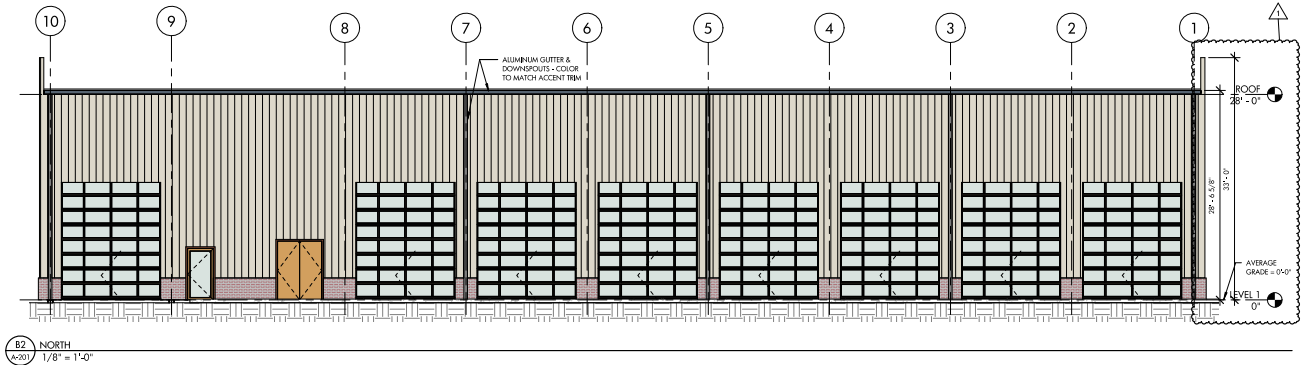 10
9
8
7
6
5
4
3
2
1
1
ALUMINUM GUTTER &
DOWNSPOUTS - COLOR
TO MATCH ACCENT TRIM
ROOF
28' - 0"
28' - 6 5/8"
33' - 0"
AVERAGE
GRADE = 0'-0"
LEVEL 1
0"
B2
A-201
NORTH
1/8" = 1'-0"